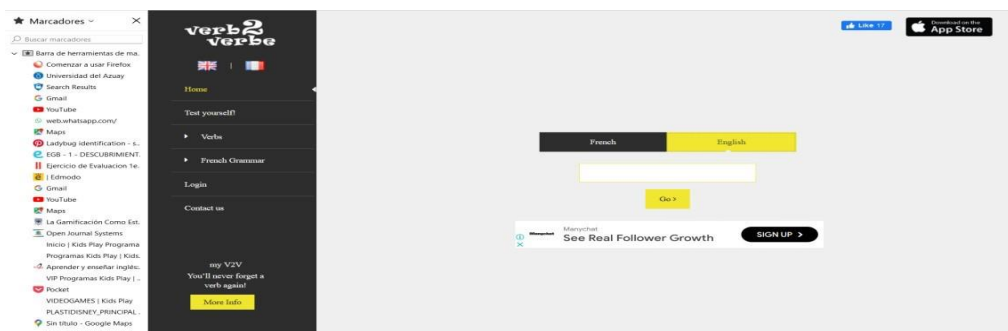 Marcadores
Buscar marcadores
Barra de herramientas de ma.
Comenzar a usar Firefox
Universidad del Azuay
Search Results
Gmail
YouTube
web.whatsapp.com/
Maps
Ladybug identification - s..
EGB - 1 - DESCUBRIMIENT.
Ejercicio de Evaluacion 1e.
| Edmodo
Gmail
YouTube
Maps
La Gamificación Como Est.
Open Journal Systems
Inicio | Kids Play Programa
Programas Kids Play | Kids.
Aprender y enseñar inglés:.
VIP Programas Kids Play | ..
Pocket
VIDEOGAMES | Kids Play
PLASTIDISNEY_PRINCIPAL .
Sin título - Google Maps
verb2
verbe
Home
Test yourself!
Verbs
French Grammar
Login
Contact us
my V2V
You'll never forget a
verb again!
More Info
Like 17
Download on the
App Store
French English
Go >
Manychat
See Real Follower Growth
SIGN UP >